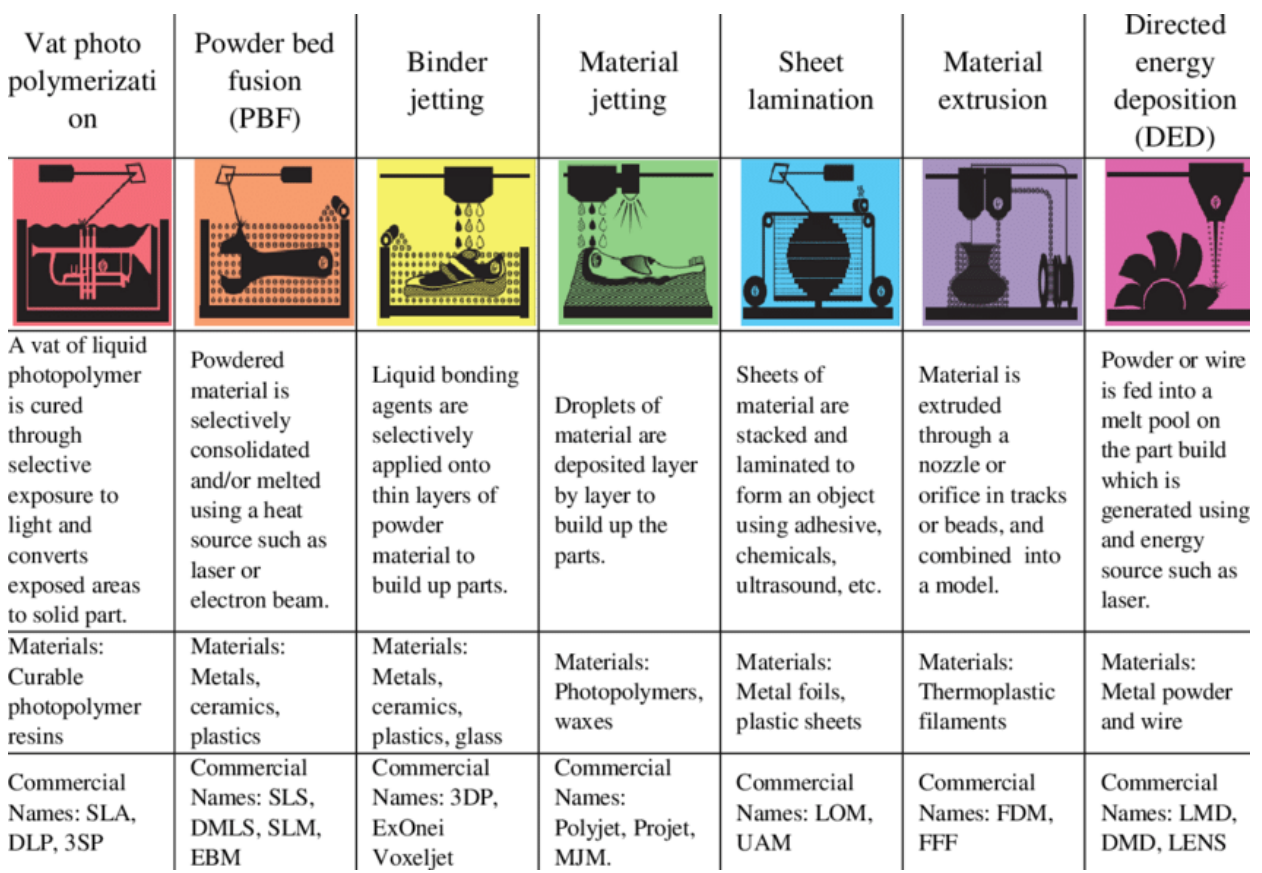 Vat photo
polymerizati
on
Powder bed
fusion
(PBF)
Binder
jetting
Material
jetting
Sheet
lamination
Material
extrusion
Directed
energy
deposition
(DED)
A vat of liquid
photopolymer
is cured
through
selective
exposure to
light and
converts
exposed areas
to solid part.
Powdered
material is
selectively
consolidated
and/or melted
using a heat
source such as
laser or
electron beam.
Liquid bonding
agents are
selectively
applied onto
thin layers of
powder
material to
build up parts.
Droplets of
material are
deposited layer
by layer to
build up the
parts.
Sheets of
material are
stacked and
laminated to
form an object
using adhesive,
chemicals,
ultrasound, etc.
Material is
extruded
through a
nozzle or
orifice in tracks
or beads, and
combined into
a model.
Powder or wire
is fed into a
melt pool on
the part build
which is
generated using
and energy
source such as
laser.
Materials:
Curable
photopolymer
resins
Materials:
Metals,
ceramics,
plastics
Materials:
Metals,
ceramics,
plastics, glass
Materials:
Photopolymers,
waxes
Materials:
Metal foils,
plastic sheets
Materials:
Thermoplastic
filaments
Materials:
Metal powder
and wire
Commercial
Names: SLA,
DLP, 3SP
Commercial
Names: SLS,
DMLS, SLM,
EBM
Commercial
Names: 3DP,
ExOnei
Voxeljet
Commercial
Names:
Polyjet, Projet,
MJM.
Commercial
Names: LOM,
UAM
Commercial
Names: FDM,
FFF
Commercial
Names: LMD,
DMD, LENS